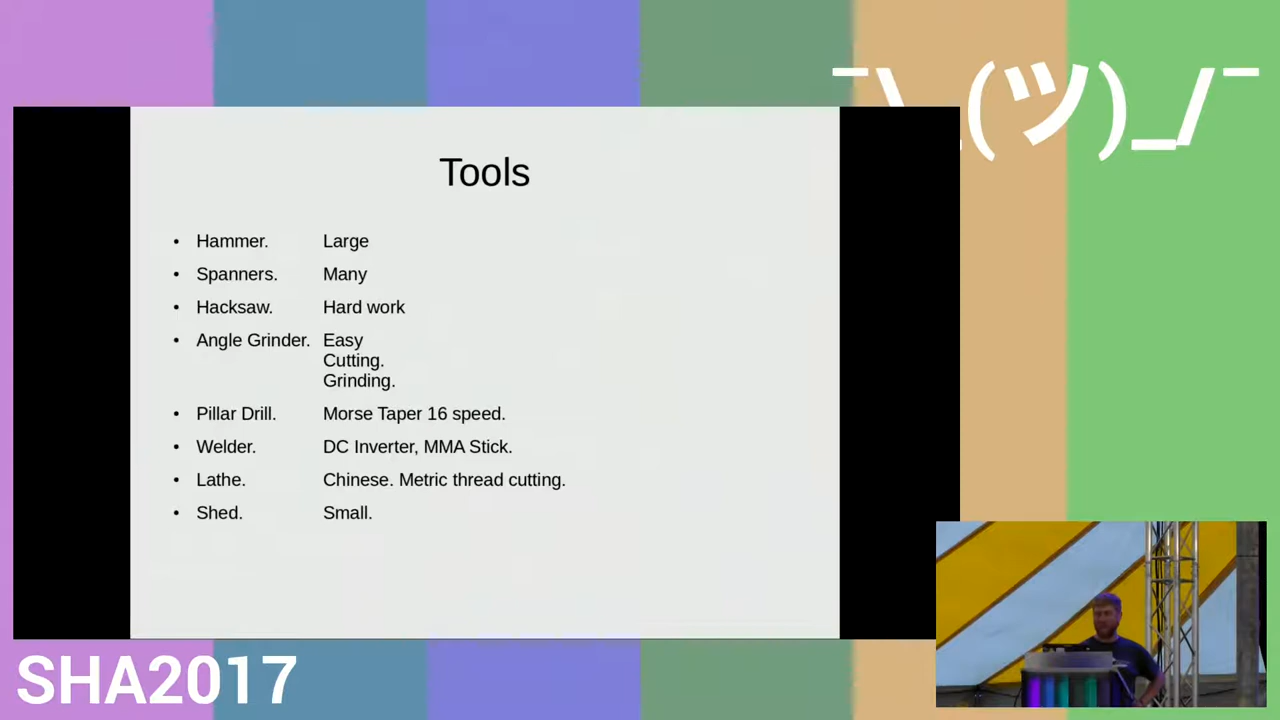 ¯\_(ツ)_/¯
Tools
• Hammer. Large
• Spanners. Many
• Hacksaw. Hard work
• Angle Grinder. Easy
Cutting.
Grinding.
• Pillar Drill. Morse Taper 16 speed.
• Welder. DC Inverter, MMA Stick.
• Lathe. Chinese. Metric thread cutting.
• Shed. Small.
SHA2017